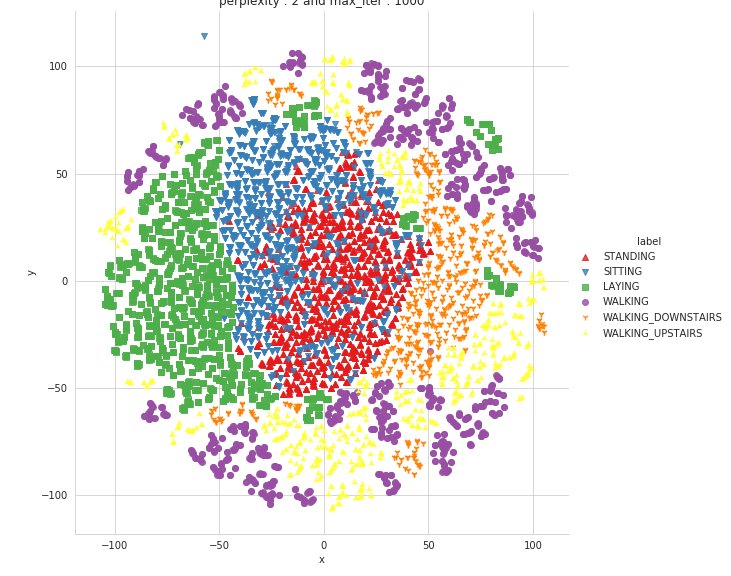 perplexity : 2 and max_iter : 1000
100
50
0
−50
−100
y
−100
−50
0
50
100
x
label
STANDING
SITTING
LAYING
WALKING
WALKING_DOWNSTAIRS
WALKING_UPSTAIRS